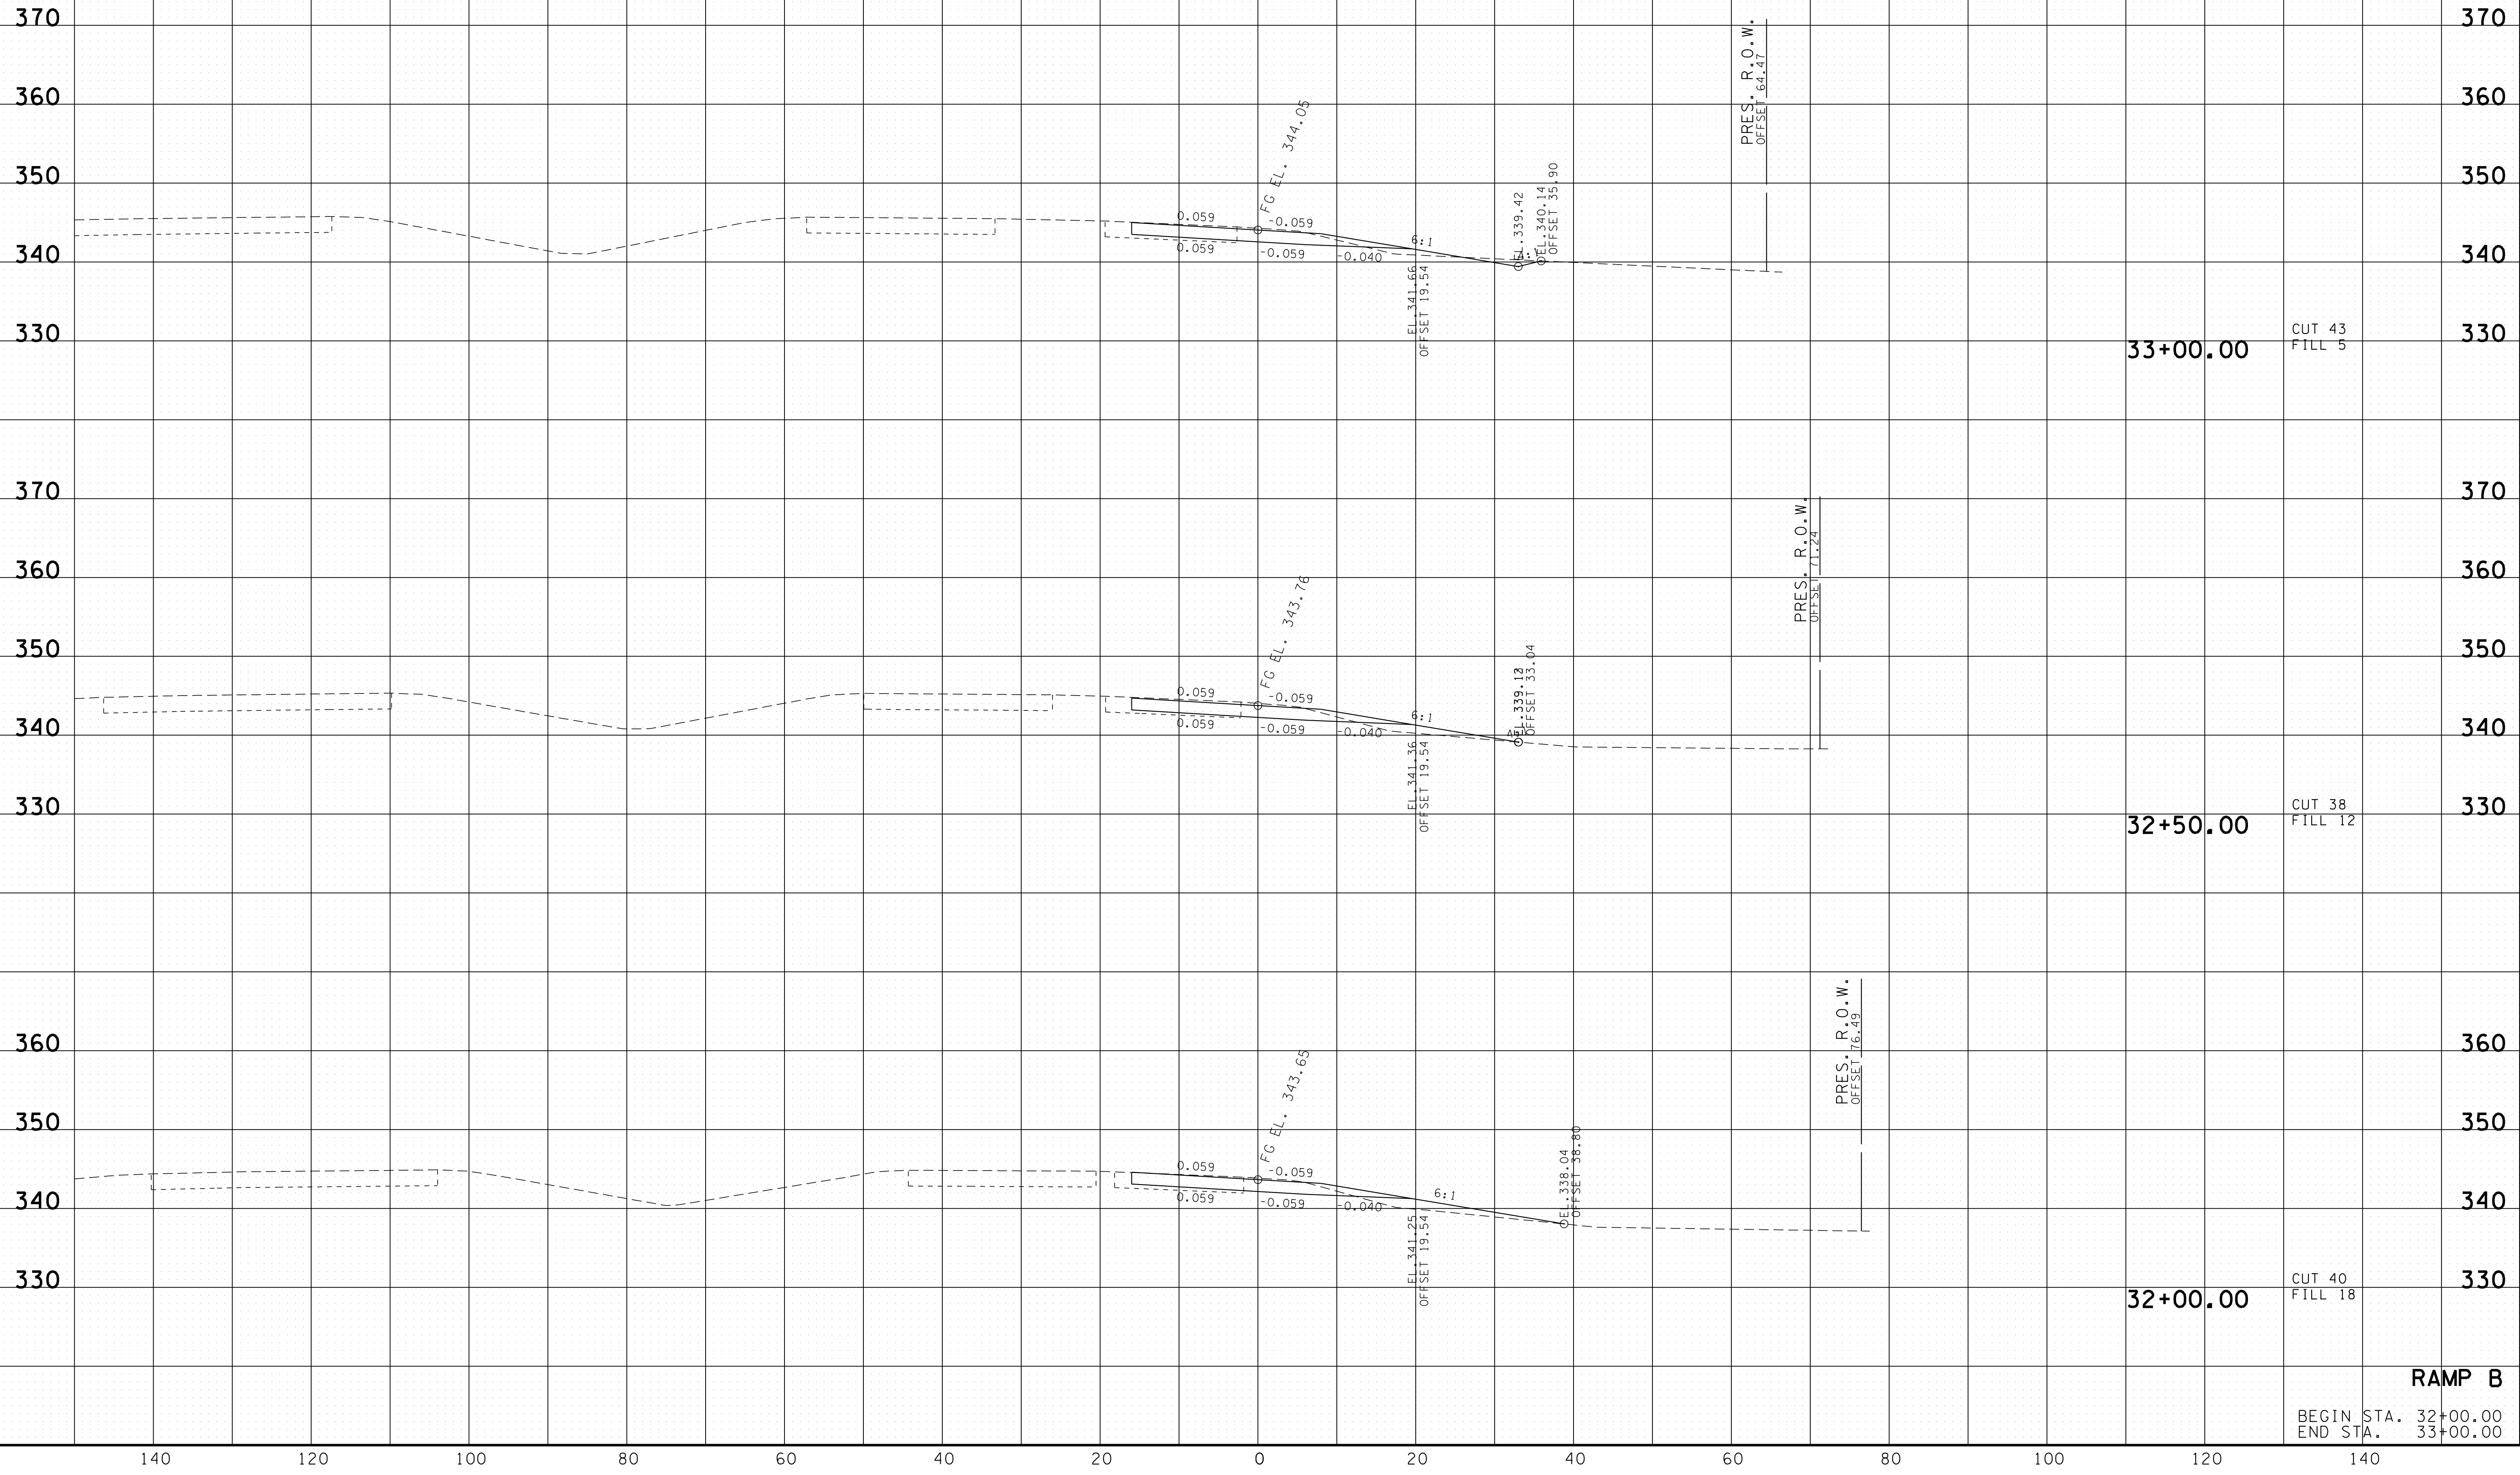 370 370
PRES. R.O.W.
OFFSET 64.47
360 360
FG EL. 344.05
350 350
EL.339.42
EL.340.14
OFFSET 35.90
0.059 -0.059 6:1
0.059 -0.059 -0.040
340 340
EL.341.66
OFFSET 19.54
330 330
CUT 43
33+00.00 FILL 5
370 370
PRES. R.O.W.
OFFSET 71.24
360 360
FG EL. 343.76
350 350
OFFSET 33.04
0.059 -0.059 6:1
0.059 -0.059 -0.040
340 340
EL.341.36
OFFSET 19.54
330 330
CUT 38
32+50.00 FILL 12
PRES. R.O.W.
OFFSET 76.49
360 360
FG EL. 343.65
350 350
EL.338.04
OFFSET 38.80
0.059 -0.059 6:1
0.059 -0.059 -0.040
340 340
EL.341.25
OFFSET 19.54
330 330
CUT 40
32+00.00 FILL 18
RAMP B
BEGIN STA. 32+00.00
END STA. 33+00.00
140 120 100 80 60 40 20 0 20 40 60 80 100 120 140